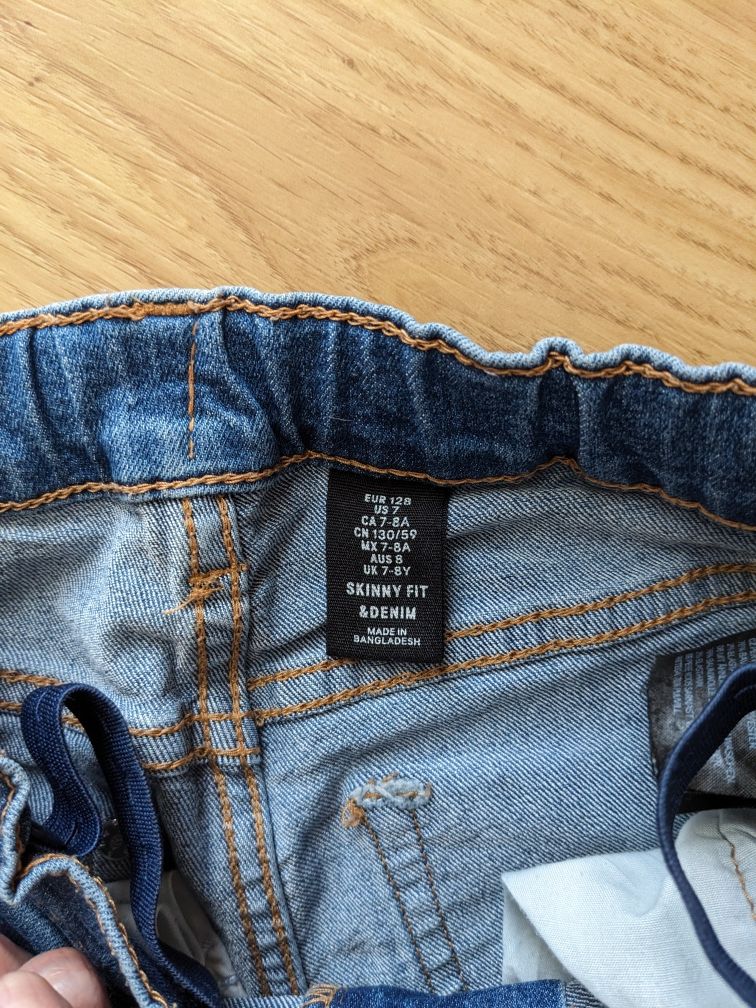 EUR 128
US 7
CA 7-8A
CN 130/59
MX 7-8A
AUS 8
UK 7-8Y
SKINNY FIT
&DENIM
MADE IN
BANGLADESH